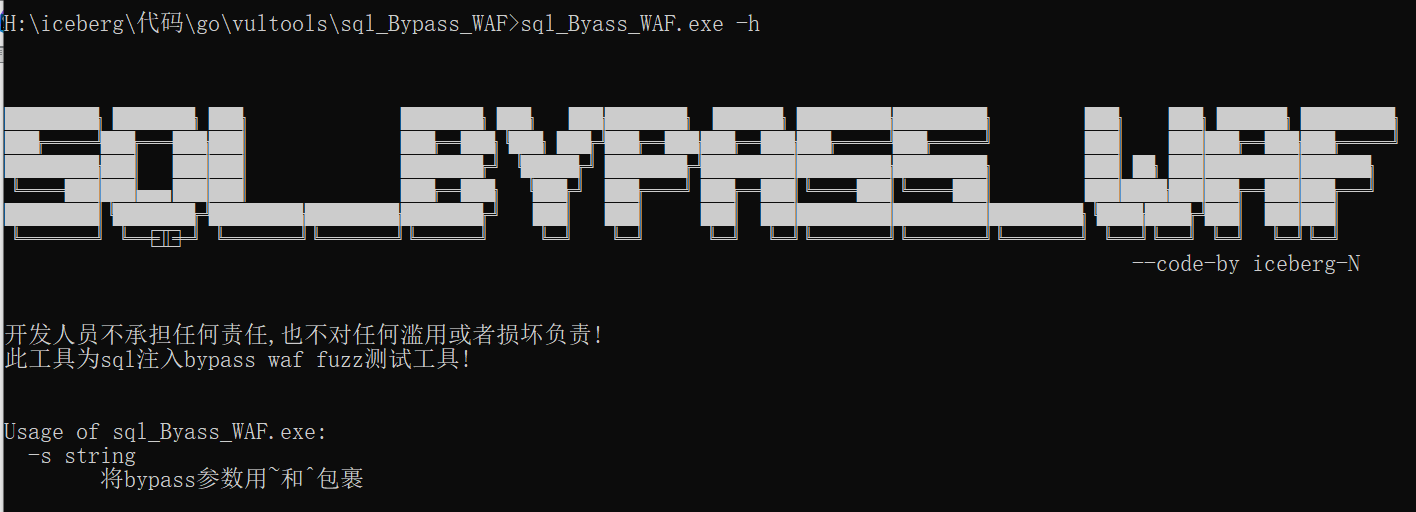 H:\iceberg\代码\go\vultools\sql_Bypass_WAF>sql_Byass_WAF.exe -h
SQL_BYPASS_WAF
--code-by iceberg-N
开发人员不承担任何责任,也不对任何滥用或者损坏负责!
此工具为sql注入bypass waf fuzz测试工具!
Usage of sql_Byass_WAF.exe:
-s string
将bypass参数用~和^包裹